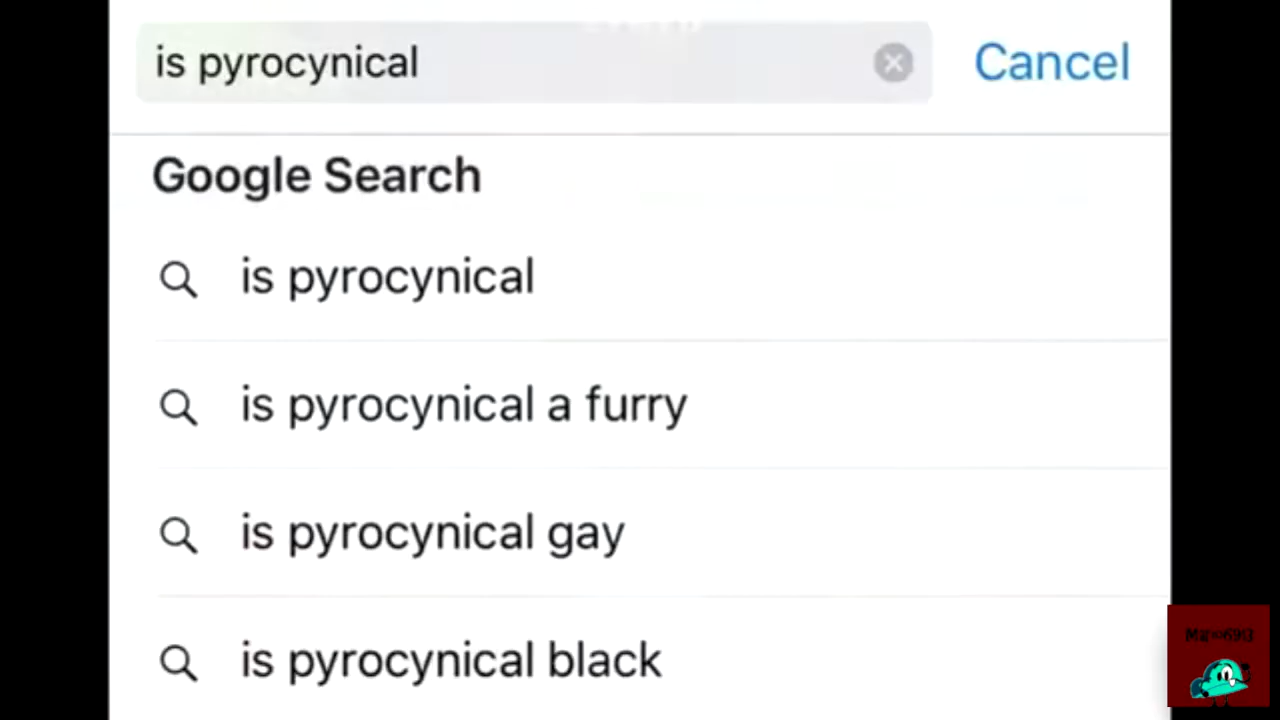 is pyrocynical
Cancel
Google Search
is pyrocynical
is pyrocynical a furry
is pyrocynical gay
is pyrocynical black